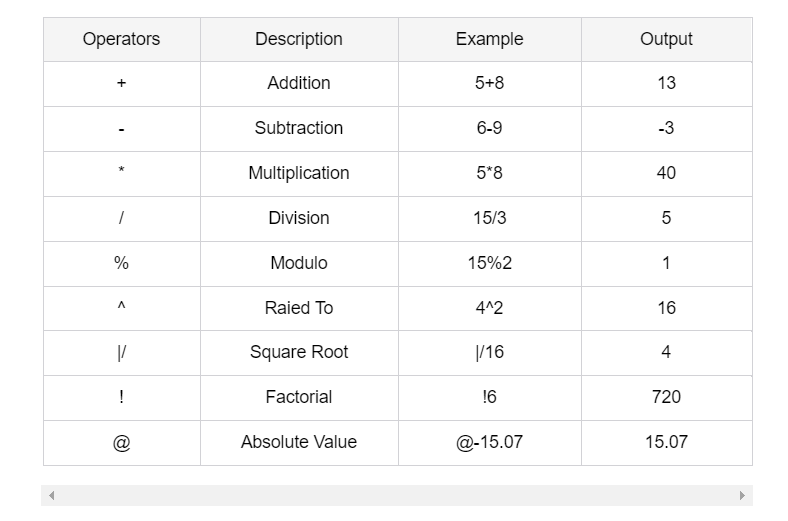 Operators Description Example Output
+ Addition 5+8 13
- Subtraction 6-9 -3
* Multiplication 5*8 40
/ Division 15/3 5
% Modulo 15%2 1
^ Raied To 4^2 16
|/ Square Root |/16 4
! Factorial !6 720
@ Absolute Value @-15.07 15.07